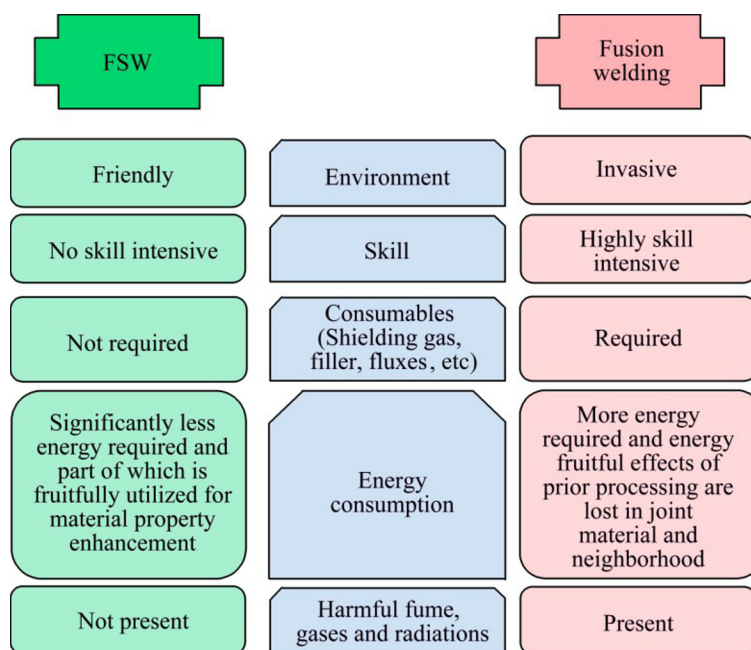 FSW
Fusion
welding
Friendly
Environment
Invasive
No skill intensive
Skill
Highly skill
intensive
Not required
Consumables
(Shielding gas,
filler, fluxes, etc)
Required
Significantly less
energy required and
part of which is
fruitfully utilized for
material property
enhancement
Energy
consumption
More energy
required and energy
fruitful effects of
prior processing are
lost in joint
material and
neighborhood
Not present
Harmful fume,
gases and radiations
Present